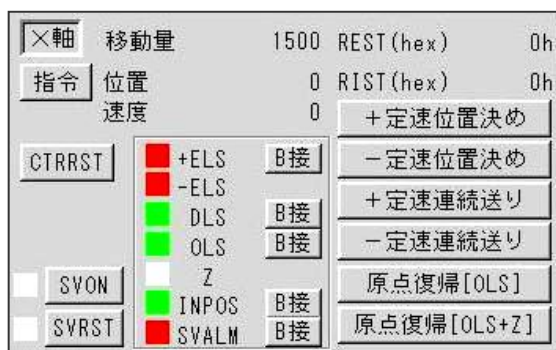 X軸 移動量 1500 REST(hex) 0h
指令 位置 0 RIST(hex) 0h
速度 0 +定速位置決め
CTRRST +ELS B接 -定速位置決め
-ELS
DLS B接 +定速連続送り
OLS B接 -定速連続送り
Z
SVON INPOS B接 原点復帰[OLS]
SVRST SVALM B接 原点復帰[OLS+Z]